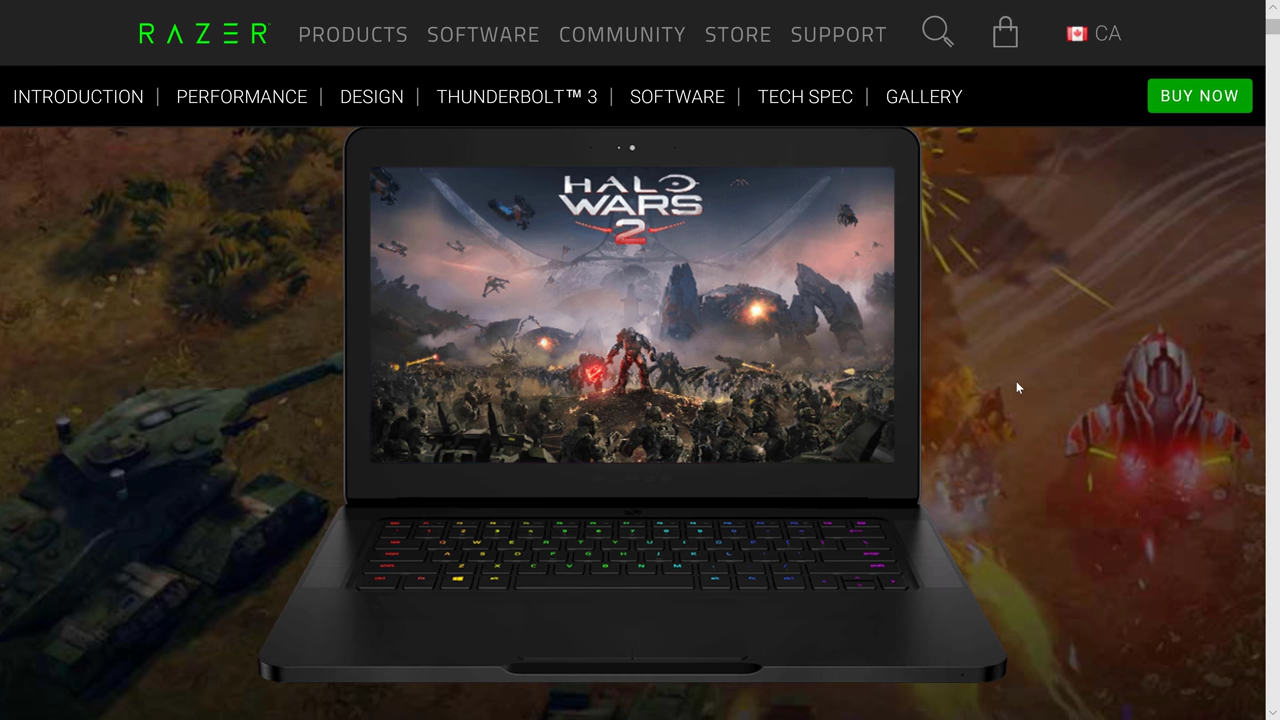 RAZER PRODUCTS SOFTWARE COMMUNITY STORE SUPPORT CA
INTRODUCTION | PERFORMANCE | DESIGN | THUNDERBOLT™ 3 | SOFTWARE | TECH SPEC | GALLERY BUY NOW
HALO
WARS
2
Q W E R T Y U I O P
A S D F G H J K L
Z X C V B N M